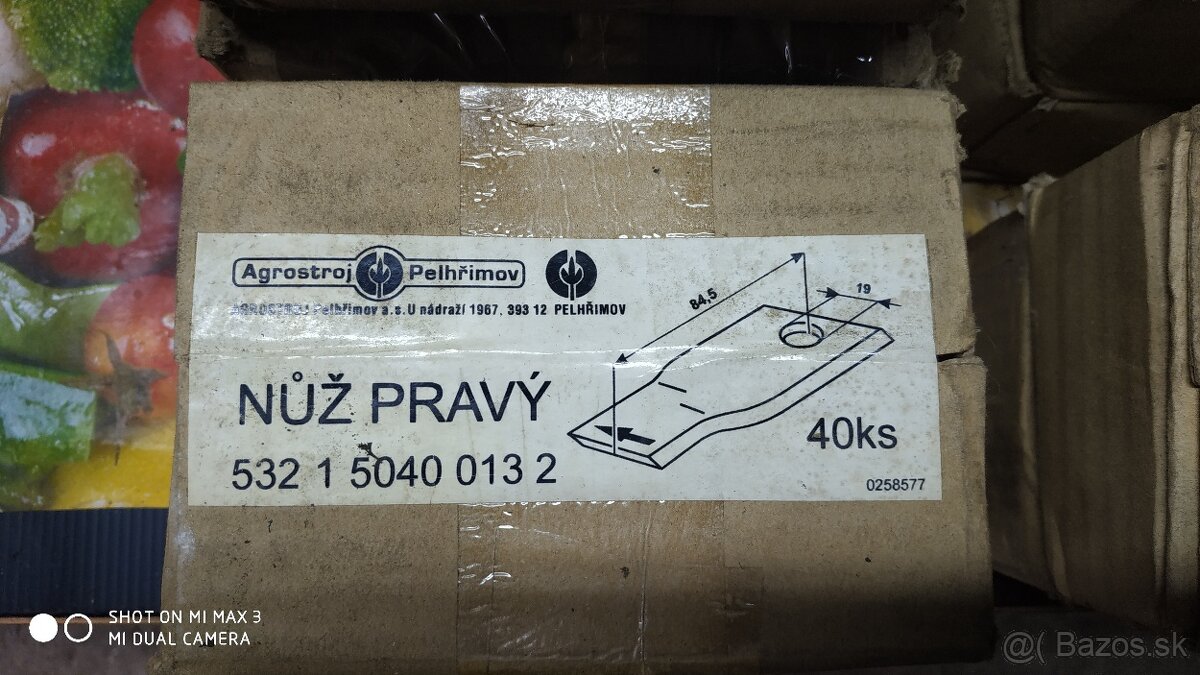 Agrostroj Pelhřimov
AGROSTROJ Pelhřimov a.s. U nádraží 1967, 393 12 PELHŘIMOV
84,5
19
NŮŽ PRAVÝ
532 1 5040 013 2
40ks
0258577
SHOT ON MI MAX 3
MI DUAL CAMERA
@( Bazos.sk